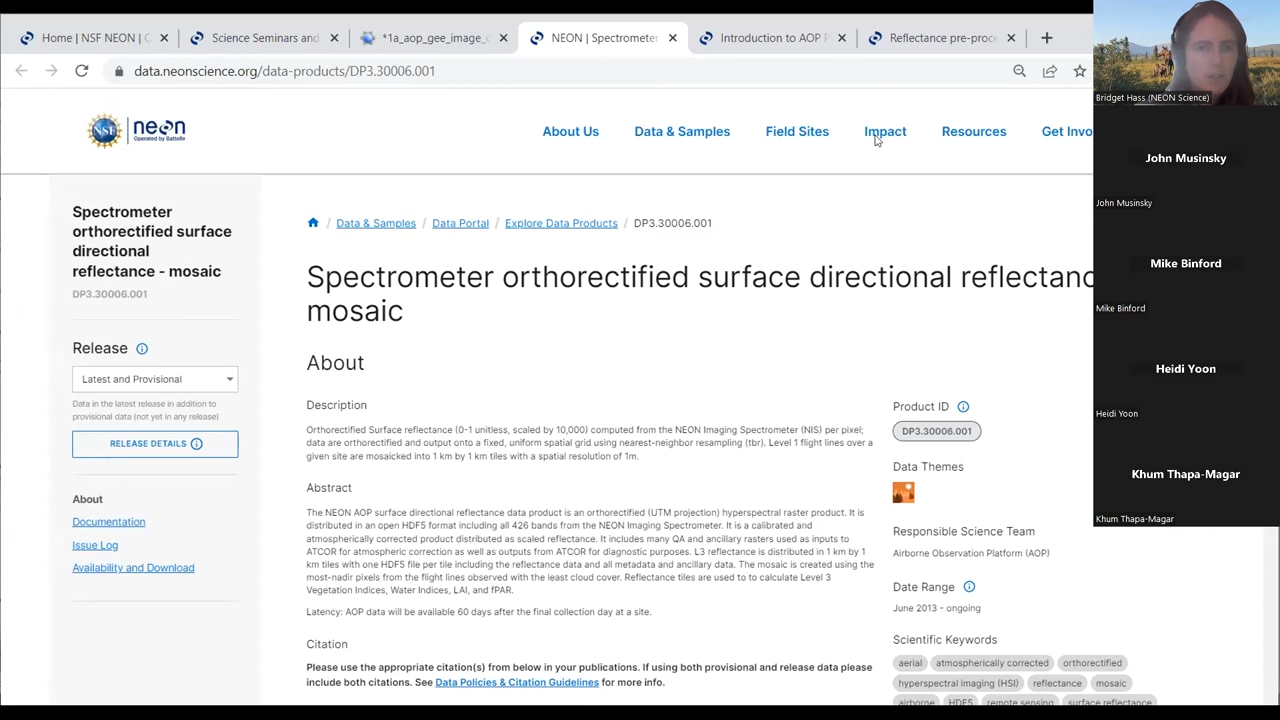 Home | NSF NEON | C
Science Seminars and
*1a_aop_gee_image_c
NEON | Spectrometer
Introduction to AOP P
Reflectance pre-proce
data.neonscience.org/data-products/DP3.30006.001
Bridget Hass (NEON Science)
NSF
neon
Operated by Battelle
About Us
Data & Samples
Field Sites
Impact
Resources
Get Invo
John Musinsky
John Musinsky
Mike Binford
Mike Binford
Heidi Yoon
Heidi Yoon
Khum Thapa-Magar
Khum Thapa-Magar
Spectrometer
orthorectified surface
directional
reflectance - mosaic
DP3.30006.001
Release
Latest and Provisional
Data in the latest release in addition to
provisional data (not yet in any release)
RELEASE DETAILS
About
Documentation
Issue Log
Availability and Download
/ Data & Samples / Data Portal / Explore Data Products / DP3.30006.001
Spectrometer orthorectified surface directional reflectanc
mosaic
About
Description
Orthorectified Surface reflectance (0-1 unitless, scaled by 10,000) computed from the NEON Imaging Spectrometer (NIS) per pixel;
data are orthorectified and output onto a fixed, uniform spatial grid using nearest-neighbor resampling (tbr). Level 1 flight lines over a
given site are mosaicked into 1 km by 1 km tiles with a spatial resolution of 1m.
Abstract
The NEON AOP surface directional reflectance data product is an orthorectified (UTM projection) hyperspectral raster product. It is
distributed in an open HDF5 format including all 426 bands from the NEON Imaging Spectrometer. It is a calibrated and
atmospherically corrected product distributed as scaled reflectance. It includes many QA and ancillary rasters used as inputs to
ATCOR for atmospheric correction as well as outputs from ATCOR for diagnostic purposes. L3 reflectance is distributed in 1 km by 1
km tiles with one HDF5 file per tile including the reflectance data and all metadata and ancillary data. The mosaic is created using the
most-nadir pixels from the flight lines observed with the least cloud cover. Reflectance tiles are used to to calculate Level 3
Vegetation Indices, Water Indices, LAI, and fPAR.
Latency: AOP data will be available 60 days after the final collection day at a site.
Citation
Please use the appropriate citation(s) from below in your publications. If using both provisional and release data please
include both citations. See Data Policies & Citation Guidelines for more info.
Product ID
DP3.30006.001
Data Themes
Responsible Science Team
Airborne Observation Platform (AOP)
Date Range
June 2013 - ongoing
Scientific Keywords
aerial atmospherically corrected orthorectified
hyperspectral imaging (HSI) reflectance mosaic
airborne HDF5 remote sensing surface reflectance